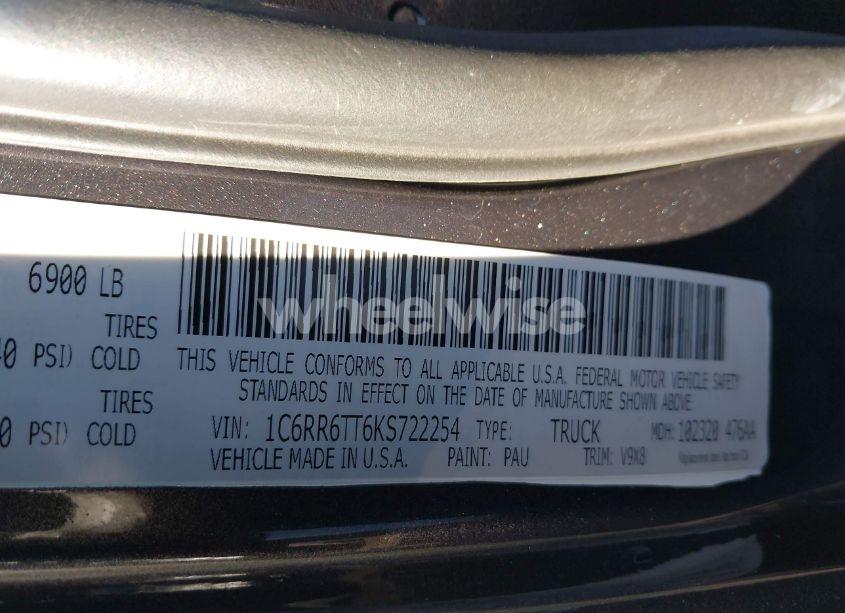 6900 LB
TIRES
PSI) COLD
TIRES
0 PSI) COLD
wheelwise
THIS VEHICLE CONFORMS TO ALL APPLICABLE U.S.A. FEDERAL MOTOR VEHICLE SAFETY
STANDARDS IN EFFECT ON THE DATE OF MANUFACTURE SHOWN ABOVE.
VIN: 1C6RR6TT6KS722254 TYPE: TRUCK MDH: 102320 476AA
VEHICLE MADE IN U.S.A. PAINT: PAU TRIM: V9X8